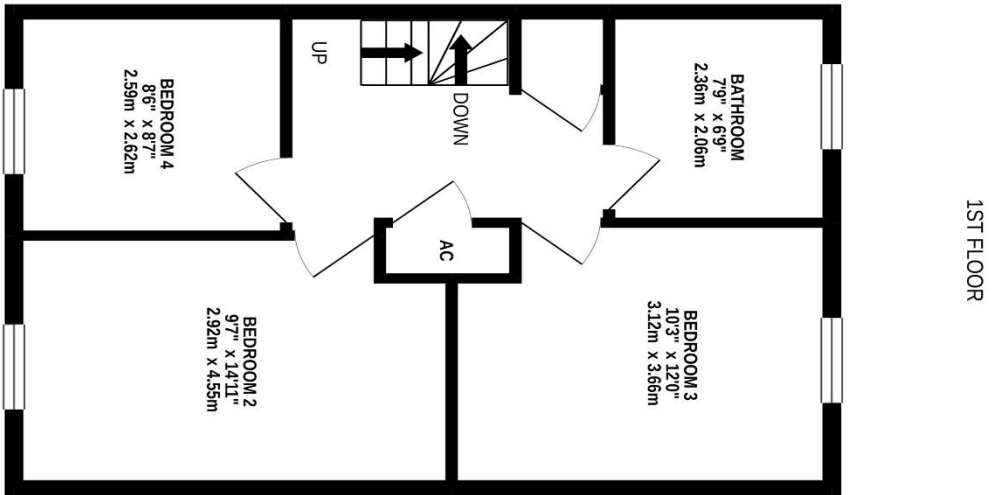 1ST FLOOR
BATHROOM
7'9" x 6'9"
2.36m x 2.06m
BEDROOM 3
10'3" x 12'0"
3.12m x 3.66m
DOWN
AC
UP
BEDROOM 4
8'6" x 8'7"
2.59m x 2.62m
BEDROOM 2
9'7" x 14'11"
2.92m x 4.55m